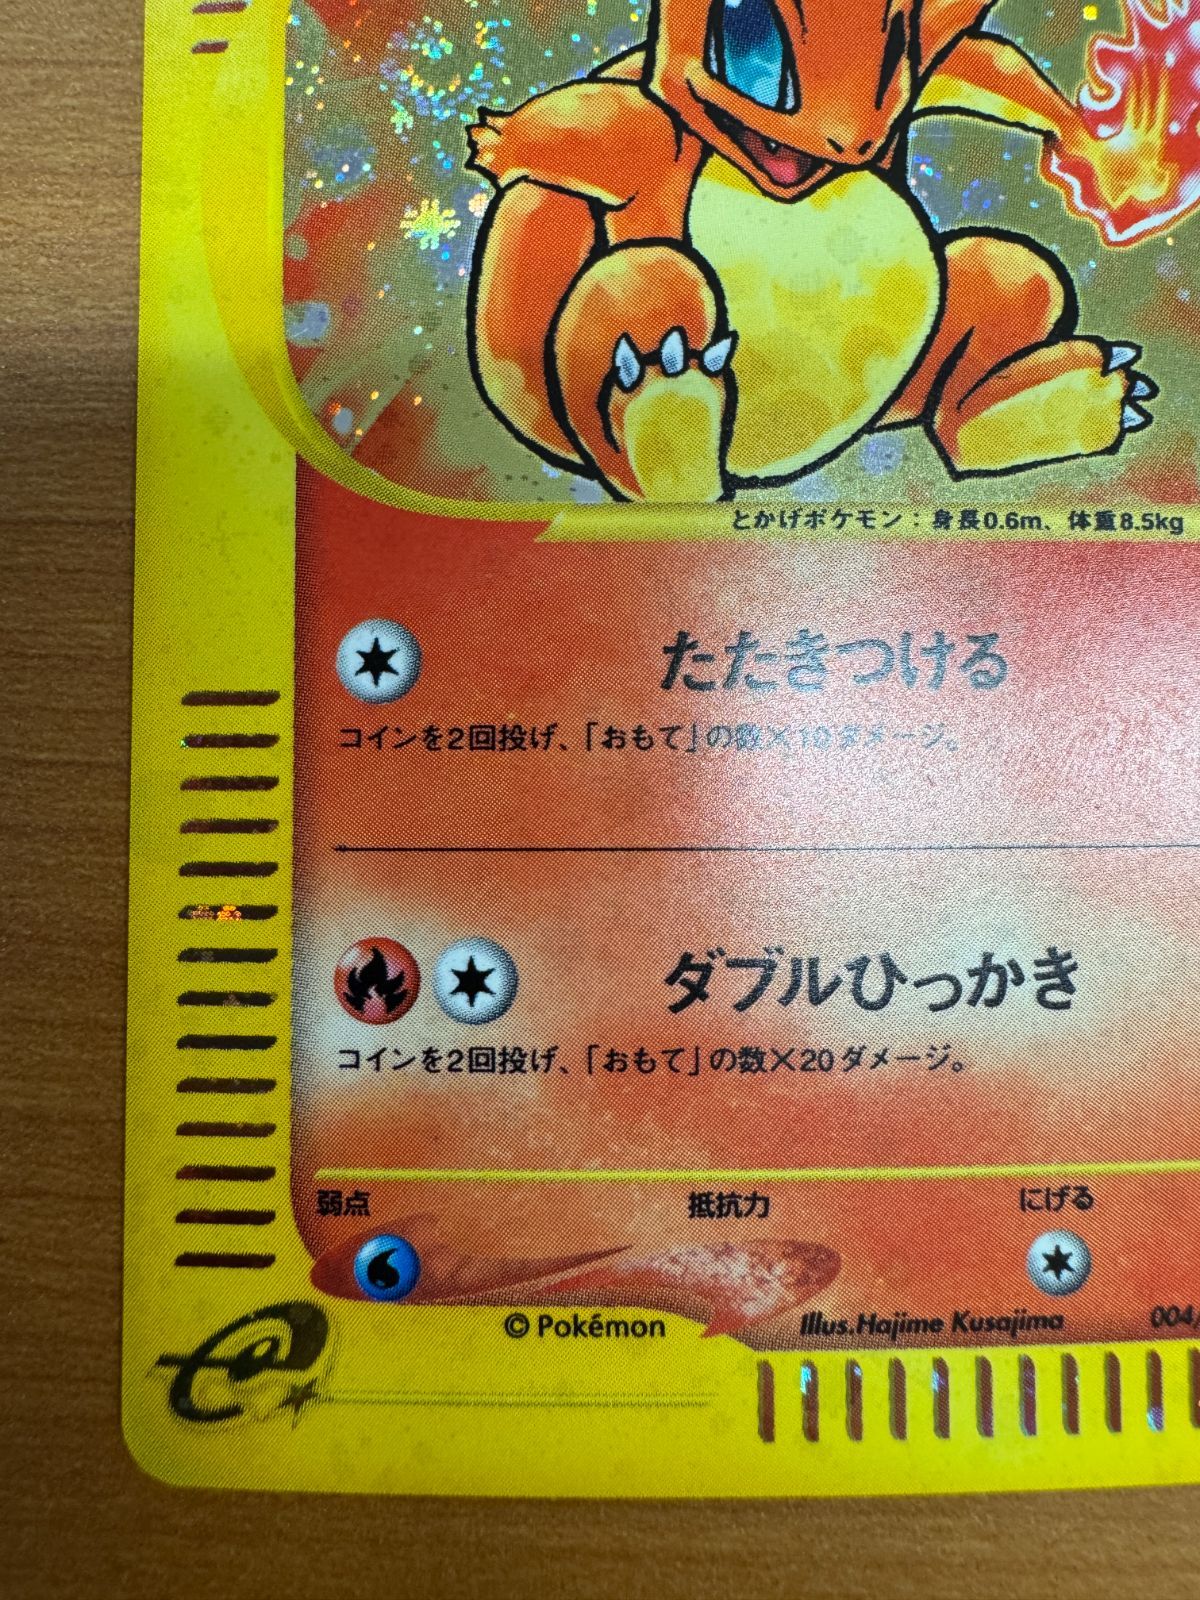 とかげポケモン：身長0.6m、体重8.5kg
たたきつける
コインを2回投げ、「おもて」の数×10ダメージ。
ダブルひっかき
コインを2回投げ、「おもて」の数×20ダメージ。
弱点 抵抗力 にげる
© Pokémon Illus.Hajime Kusajima 004/
e